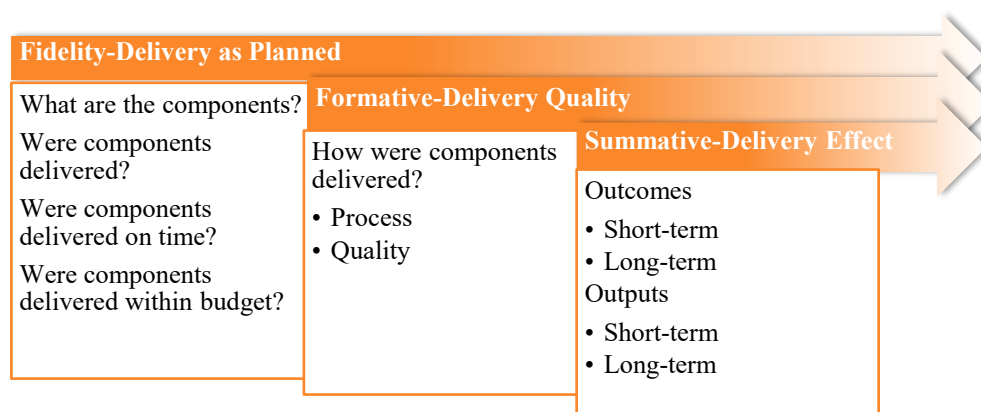 Fidelity-Delivery as Planned
What are the components?
Were components
delivered?
Were components
delivered on time?
Were components
delivered within budget?
Formative-Delivery Quality
How were components
delivered?
• Process
• Quality
Summative-Delivery Effect
Outcomes
• Short-term
• Long-term
Outputs
• Short-term
• Long-term